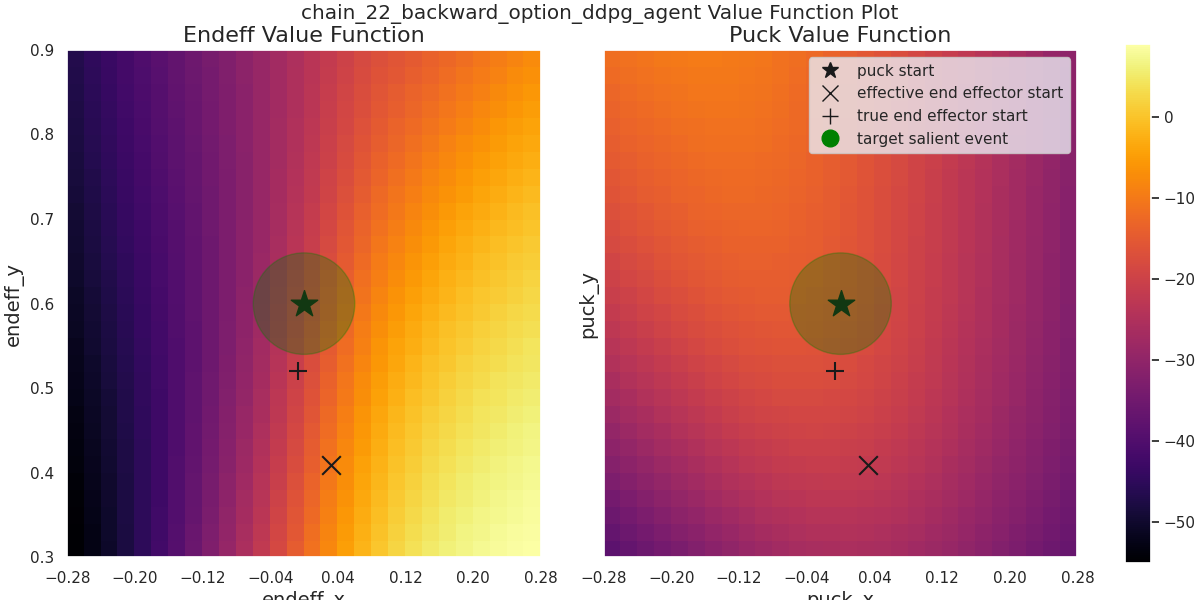 chain_22_backward_option_ddpg_agent Value Function Plot
Endeff Value Function
Puck Value Function
puck start
effective end effector start
true end effector start
target salient event
0.9
0.8
0.7
0.6
0.5
0.4
0.3
endeff_y
−0.28 −0.20 −0.12 −0.04 0.04 0.12 0.20 0.28
endeff_x
puck_y
−0.28 −0.20 −0.12 −0.04 0.04 0.12 0.20 0.28
puck_x
0
−10
−20
−30
−40
−50